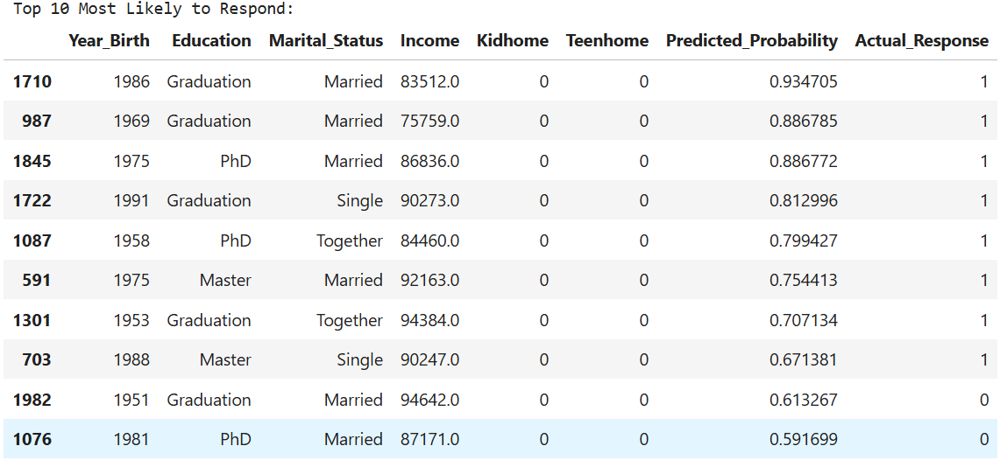 Top 10 Most Likely to Respond:
Year_Birth Education Marital_Status Income Kidhome Teenhome Predicted_Probability Actual_Response
1710 1986 Graduation Married 83512.0 0 0 0.934705 1
987 1969 Graduation Married 75759.0 0 0 0.886785 1
1845 1975 PhD Married 86836.0 0 0 0.886772 1
1722 1991 Graduation Single 90273.0 0 0 0.812996 1
1087 1958 PhD Together 84460.0 0 0 0.799427 1
591 1975 Master Married 92163.0 0 0 0.754413 1
1301 1953 Graduation Together 94384.0 0 0 0.707134 1
703 1988 Master Single 90247.0 0 0 0.671381 1
1982 1951 Graduation Married 94642.0 0 0 0.613267 0
1076 1981 PhD Married 87171.0 0 0 0.591699 0